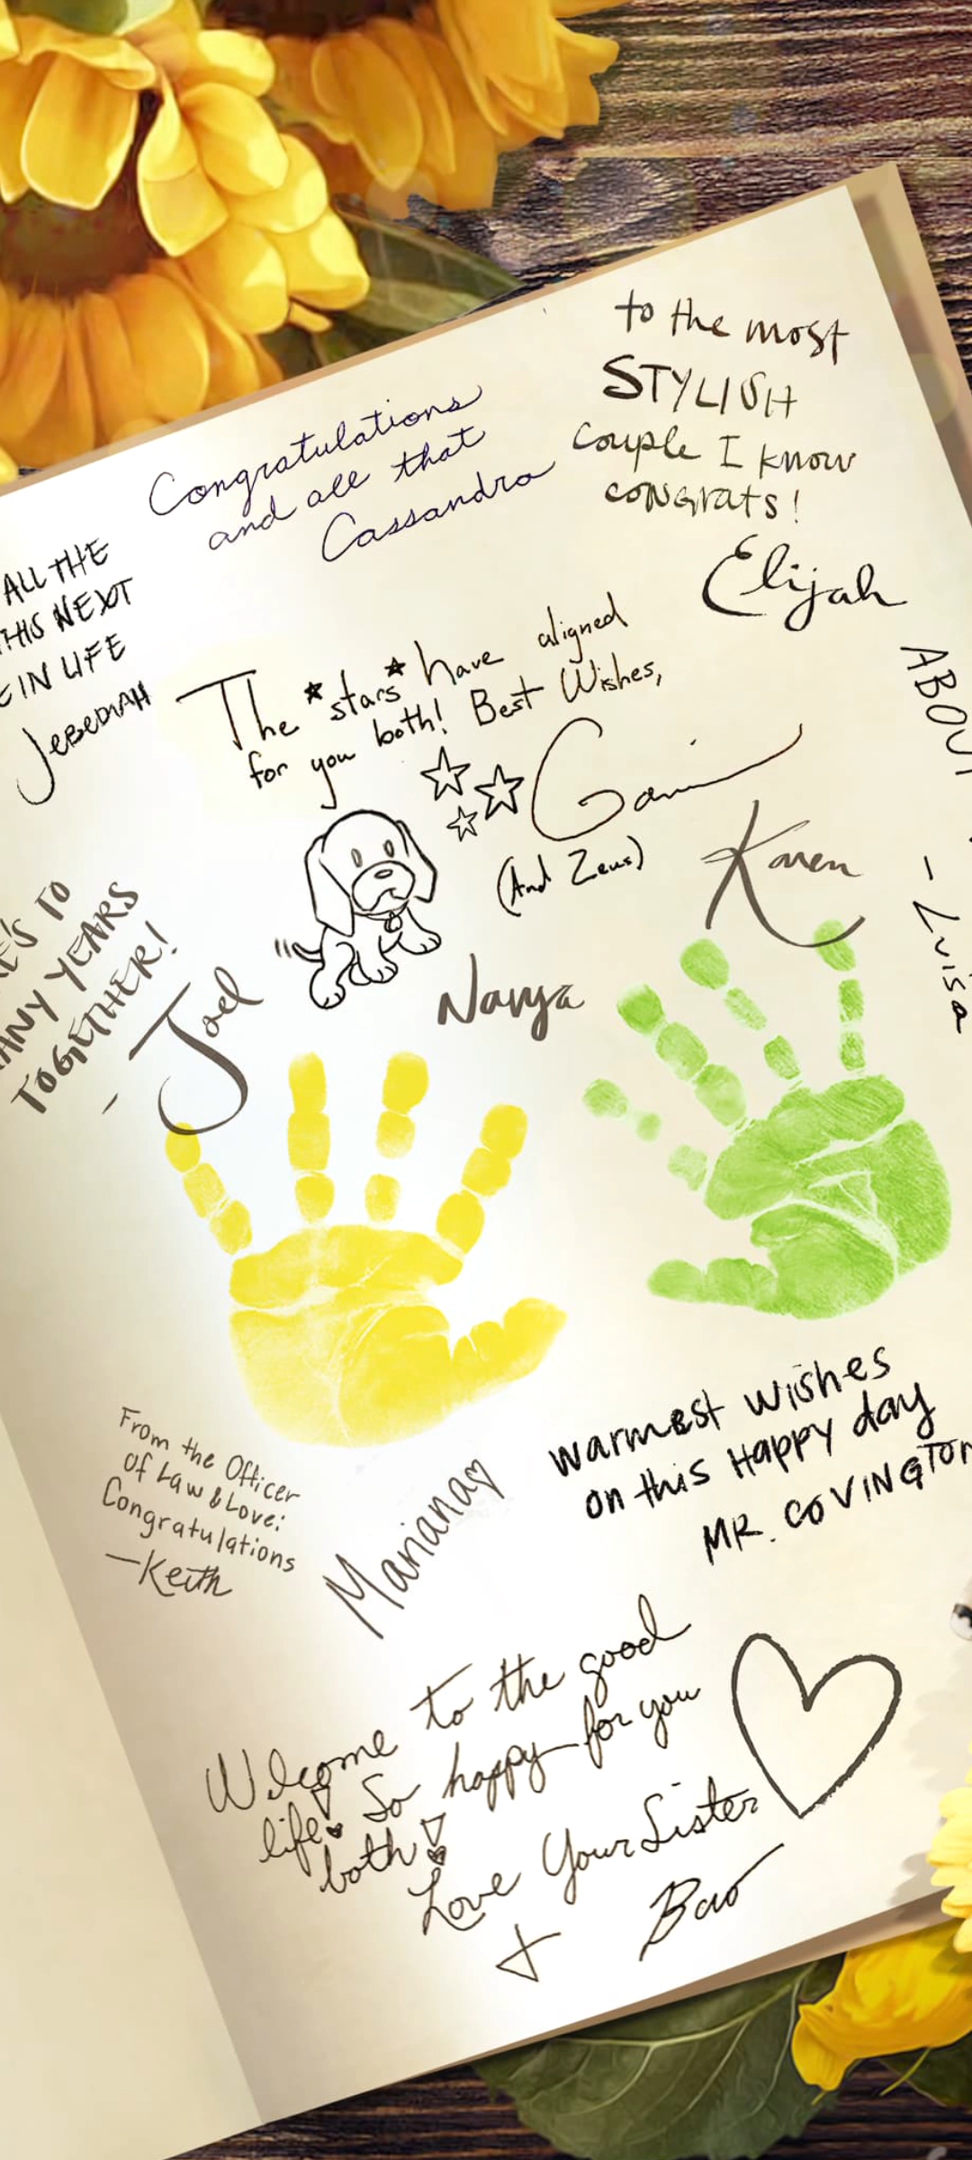 to the most
STYLISH
couple I know
congrats!
Elijah
Congratulations
and all that
Cassandra
ALL THE
THIS NEXT
IN LIFE
JEBEDIAH
The *stars* have aligned
for you both! Best Wishes,
(And Zeus)
Karen
ABOUT
- Luisa
TO
YEARS
TOGETHER!
- Joel
Navya
From the Officer
of Law & Love:
Congratulations
-Keith
Mariana
warmest wishes
on this Happy day
MR. COVINGTON
Welcome to the good
life! So happy for you
both!
Love Your Sister
+ Bao